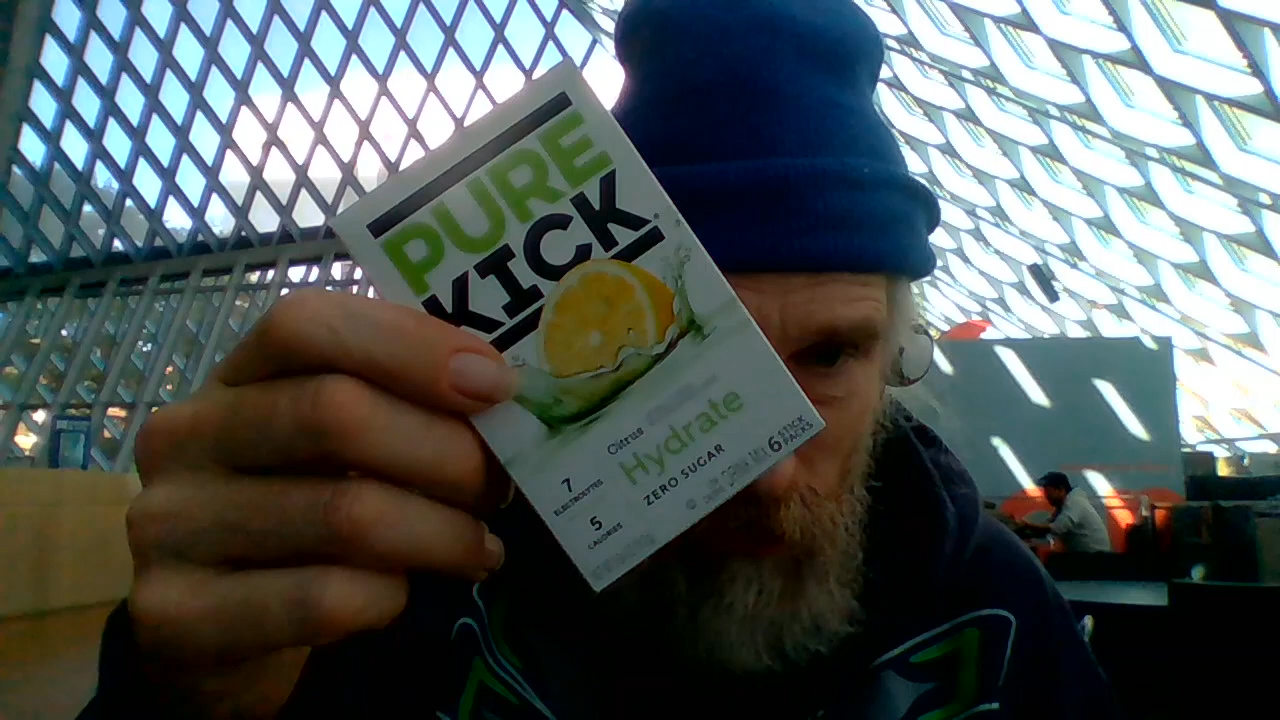 PURE
KICK
Citrus
Hydrate
ZERO SUGAR
7
ELECTROLYTES
5
CALORIES
6 STICK
PACKS